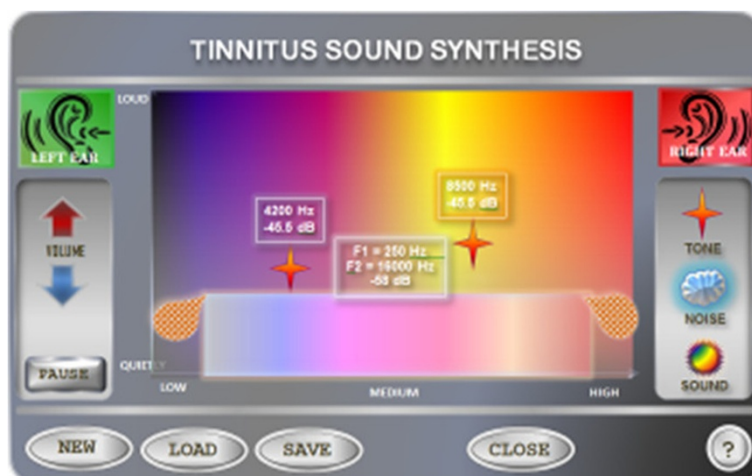 TINNITUS SOUND SYNTHESIS
LOUD
LEFT EAR
RIGHT EAR
8500 Hz
-45.5 dB
4200 Hz
-45.5 dB
F1 = 250 Hz
F2 = 16000 Hz
-58 dB
VOLUME
TONE
NOISE
SOUND
PAUSE
QUIETLY
LOW
MEDIUM
HIGH
NEW
LOAD
SAVE
CLOSE
?